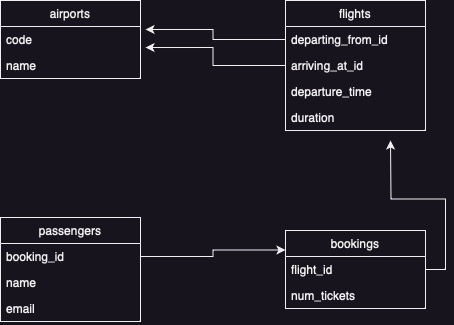 airports
code
name
flights
departing_from_id
arriving_at_id
departure_time
duration
passengers
booking_id
name
email
bookings
flight_id
num_tickets